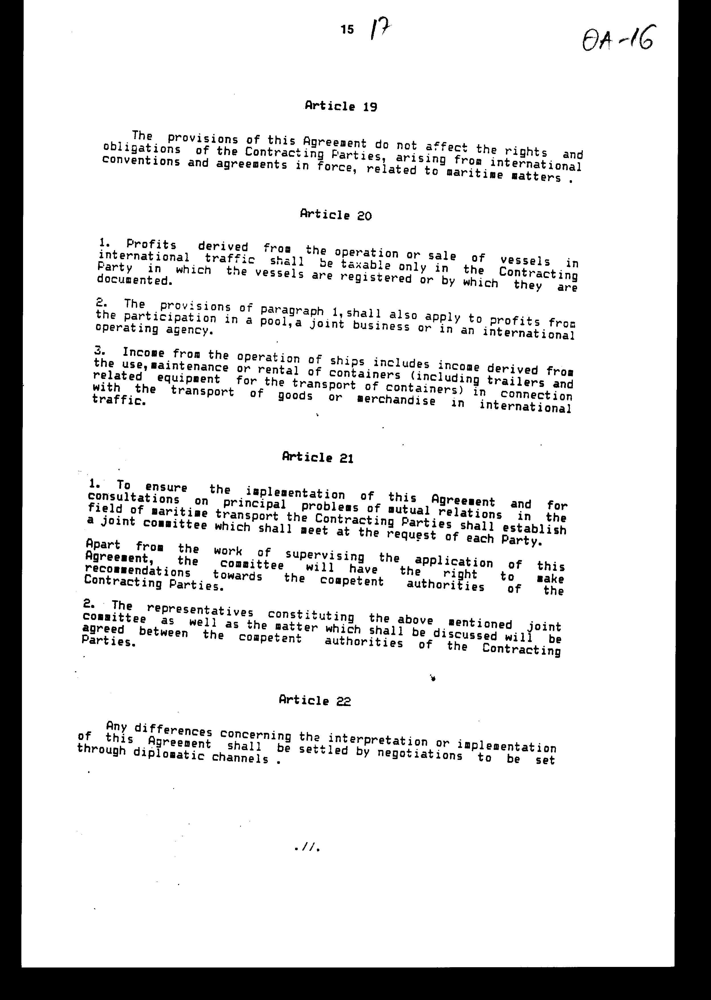 15 17
ΘA-16
Article 19
The provisions of this Agreement do not affect the rights and
obligations of the Contracting Parties, arising from international
conventions and agreements in force, related to maritime matters .
Article 20
1. Profits derived from the operation or sale of vessels in
international traffic shall be taxable only in the Contracting
Party in which the vessels are registered or by which they are
documented.
2. The provisions of paragraph 1,shall also apply to profits from
the participation in a pool,a joint business or in an international
operating agency.
3. Income from the operation of ships includes income derived from
the use,maintenance or rental of containers (including trailers and
related equipment for the transport of containers) in connection
with the transport of goods or merchandise in international
traffic.
Article 21
1. To ensure the implementation of this Agreement and for
consultations on principal problems of mutual relations in the
field of maritime transport the Contracting Parties shall establish
a joint committee which shall meet at the request of each Party.
Apart from the work of supervising the application of this
Agreement, the committee will have the right to make
recommendations towards the competent authorities of the
Contracting Parties.
2. The representatives constituting the above mentioned joint
committee as well as the matter which shall be discussed will be
agreed between the competent authorities of the Contracting
Parties.
Article 22
Any differences concerning the interpretation or implementation
of this Agreement shall be settled by negotiations to be set
through diplomatic channels .
.//.